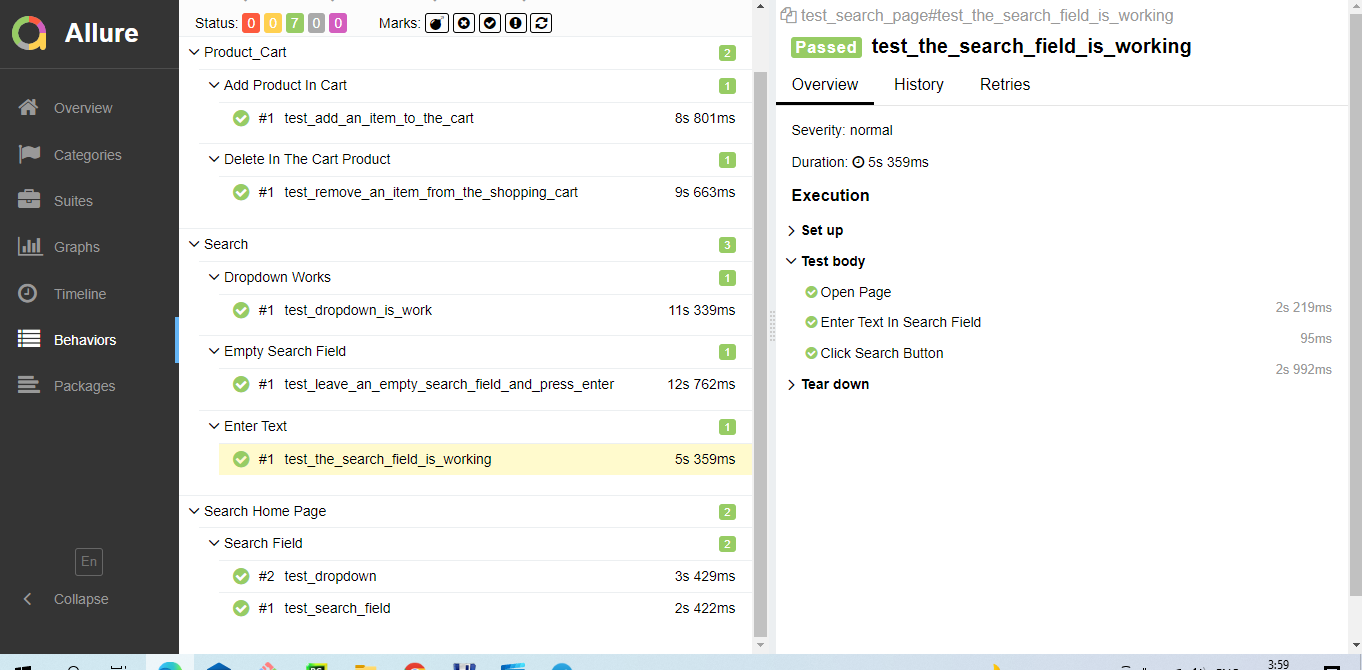 Allure
Overview
Categories
Suites
Graphs
Timeline
Behaviors
Packages
En
Collapse
Status: 0 0 7 0 0 Marks:
Product_Cart 2
Add Product In Cart 1
#1 test_add_an_item_to_the_cart 8s 801ms
Delete In The Cart Product 1
#1 test_remove_an_item_from_the_shopping_cart 9s 663ms
Search 3
Dropdown Works 1
#1 test_dropdown_is_work 11s 339ms
Empty Search Field 1
#1 test_leave_an_empty_search_field_and_press_enter 12s 762ms
Enter Text 1
#1 test_the_search_field_is_working 5s 359ms
Search Home Page 2
Search Field 2
#2 test_dropdown 3s 429ms
#1 test_search_field 2s 422ms
test_search_page#test_the_search_field_is_working
Passed test_the_search_field_is_working
Overview History Retries
Severity: normal
Duration: 5s 359ms
Execution
Set up
Test body
Open Page
2s 219ms
Enter Text In Search Field
95ms
Click Search Button
2s 992ms
Tear down
3:59